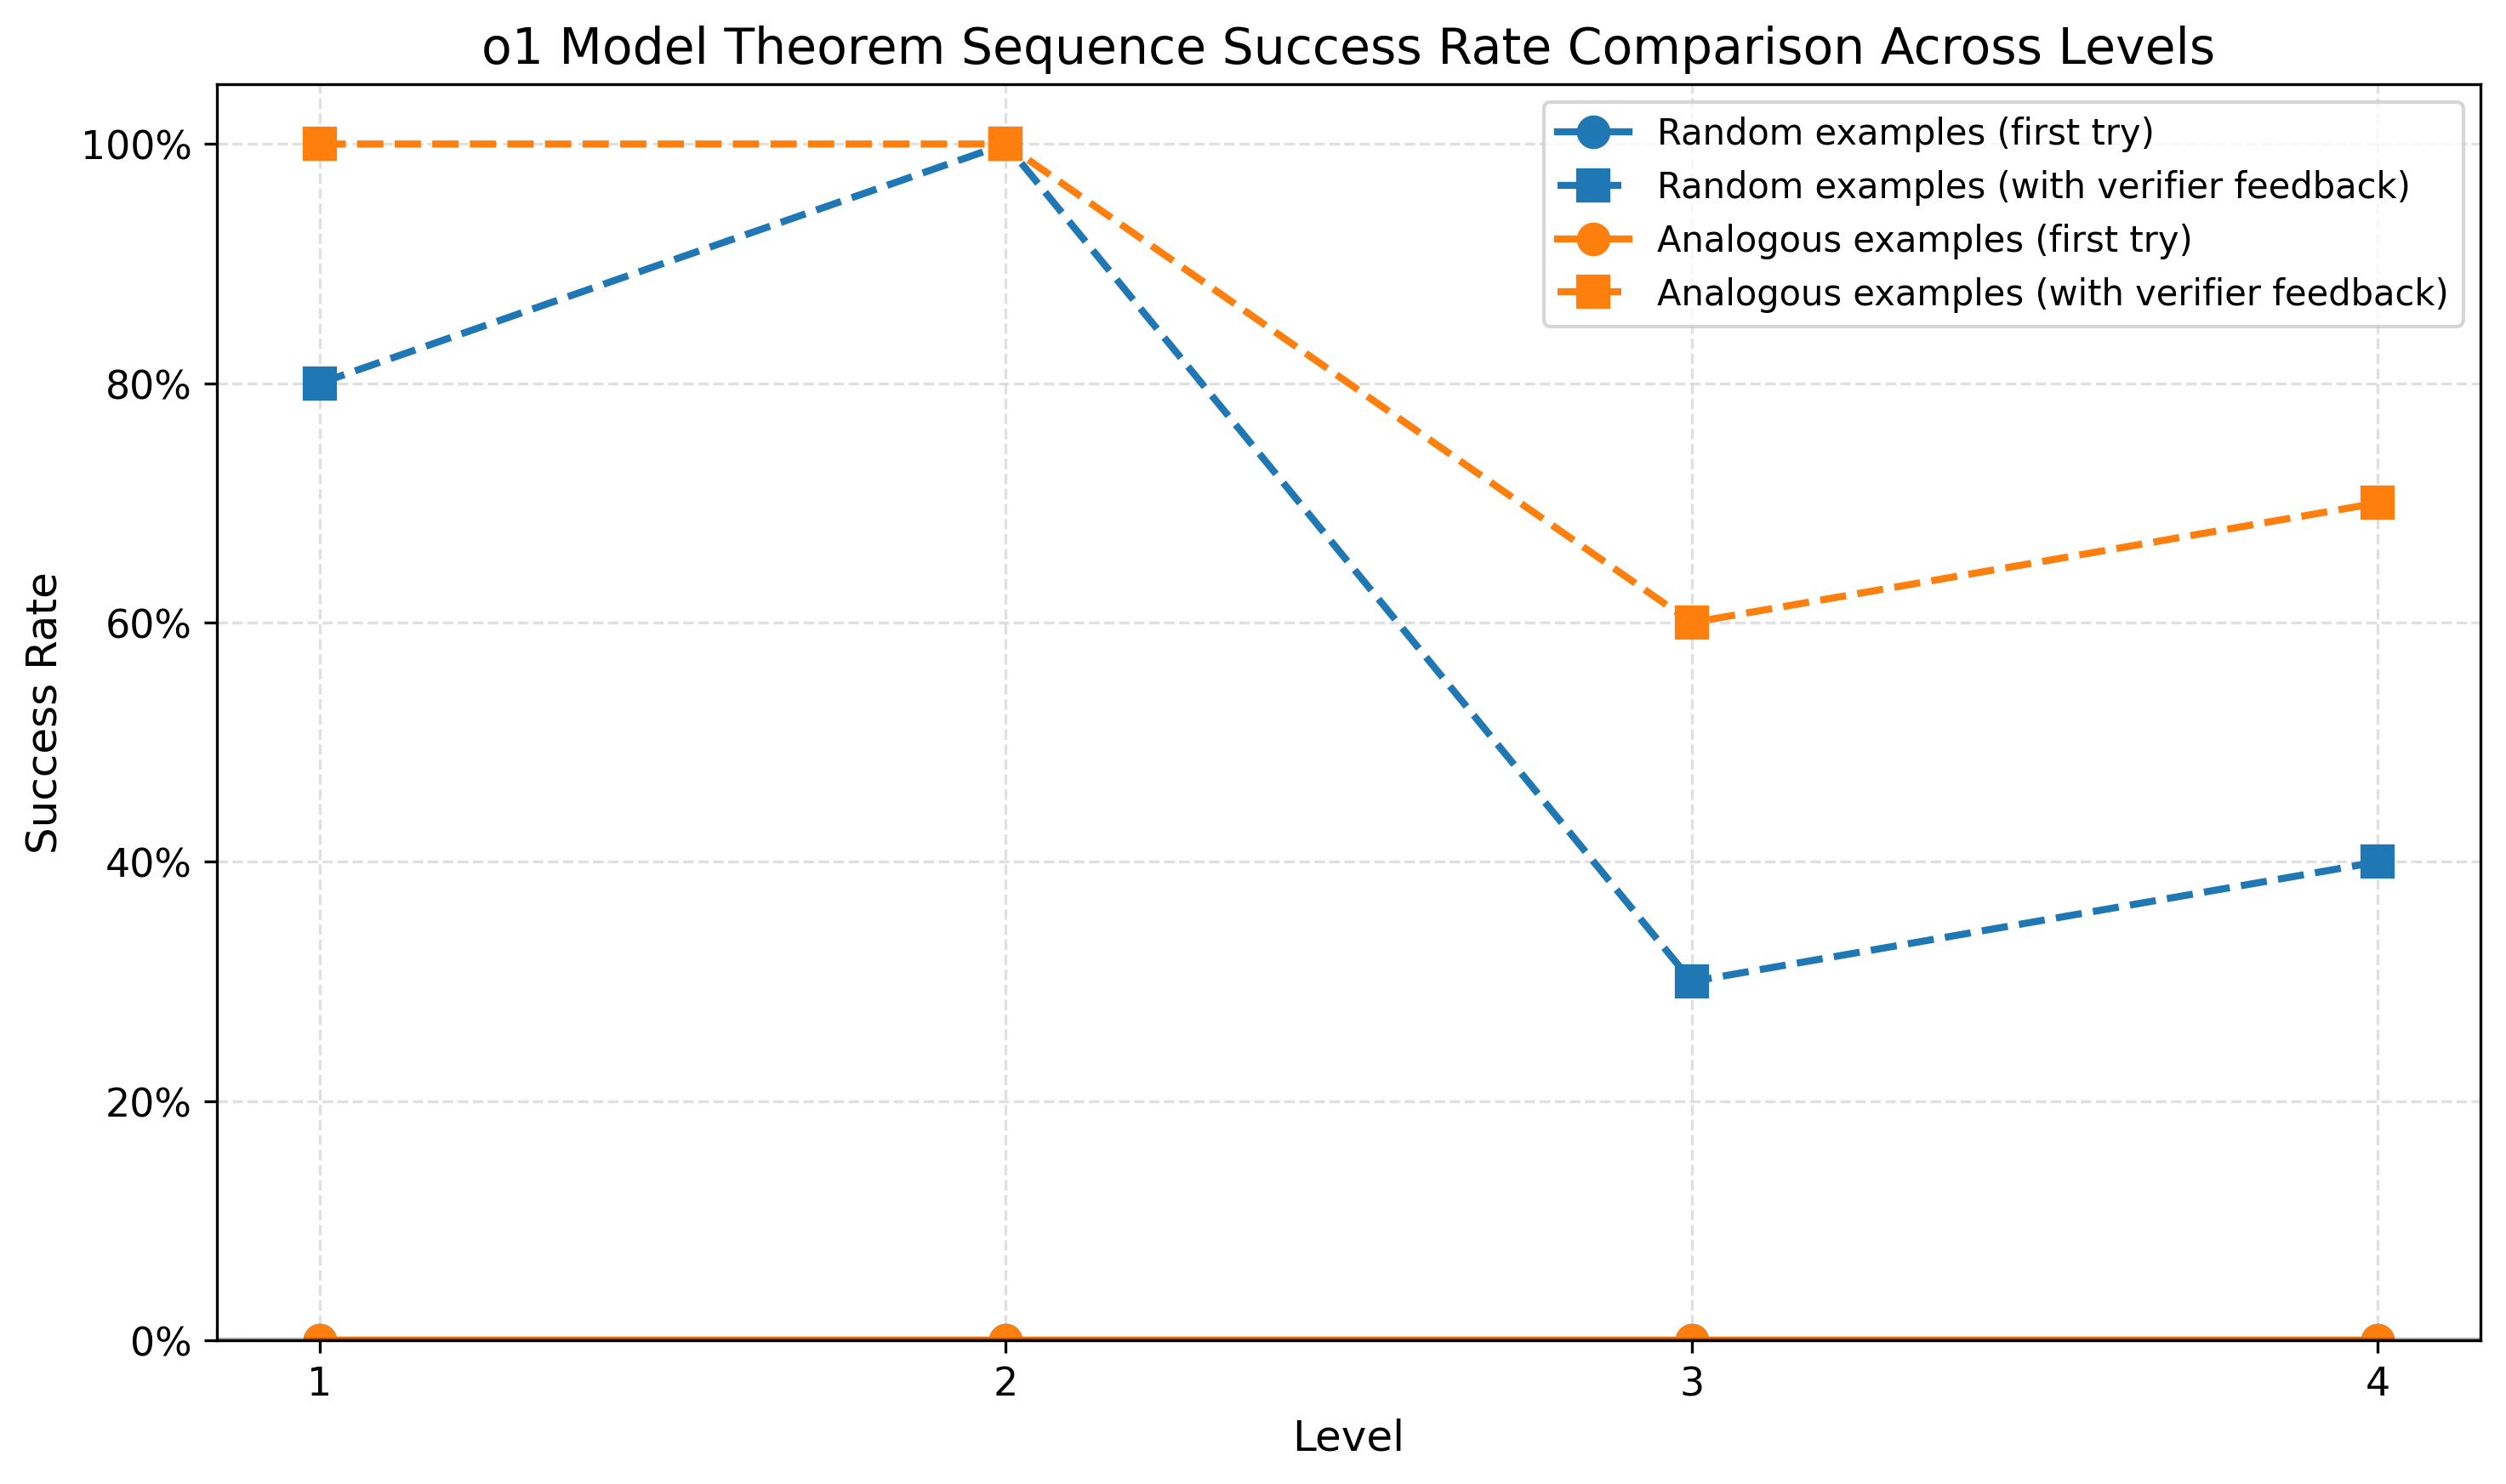 o1 Model Theorem Sequence Success Rate Comparison Across Levels
Random examples (first try)
Random examples (with verifier feedback)
Analogous examples (first try)
Analogous examples (with verifier feedback)
Success Rate
100%
80%
60%
40%
20%
0%
1 2 3 4
Level